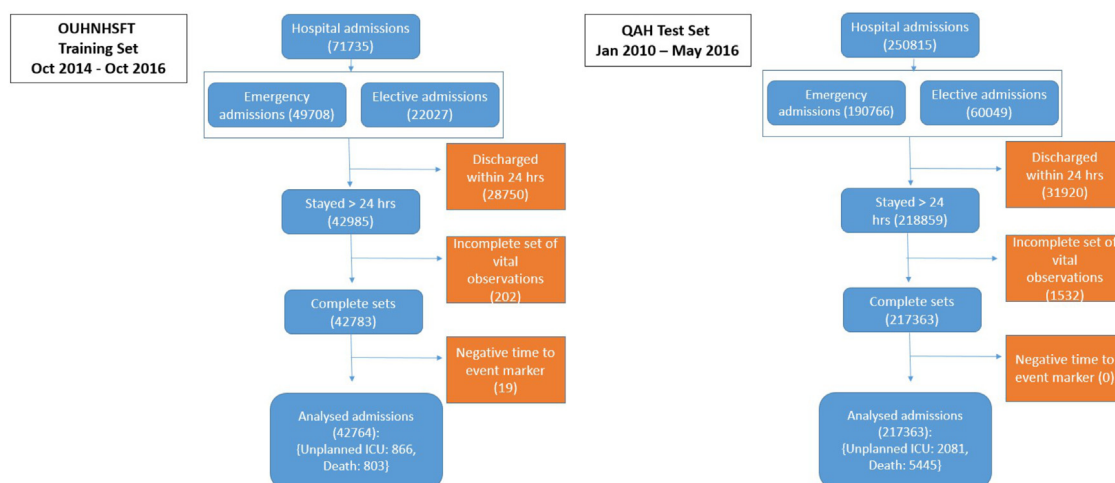 OUHNHSFT
Training Set
Oct 2014 - Oct 2016
Hospital admissions
(71735)
Emergency
admissions (49708)
Elective admissions
(22027)
Discharged
within 24 hrs
(28750)
Stayed > 24 hrs
(42985)
Incomplete set of
vital
observations
(202)
Complete sets
(42783)
Negative time to
event marker
(19)
Analysed admissions
(42764):
{Unplanned ICU: 866,
Death: 803}
QAH Test Set
Jan 2010 – May 2016
Hospital admissions
(250815)
Emergency
admissions (190766)
Elective admissions
(60049)
Discharged
within 24 hrs
(31920)
Stayed > 24
hrs (218859)
Incomplete set of
vital
observations
(1532)
Complete sets
(217363)
Negative time to
event marker (0)
Analysed admissions
(217363):
{Unplanned ICU: 2081,
Death: 5445}